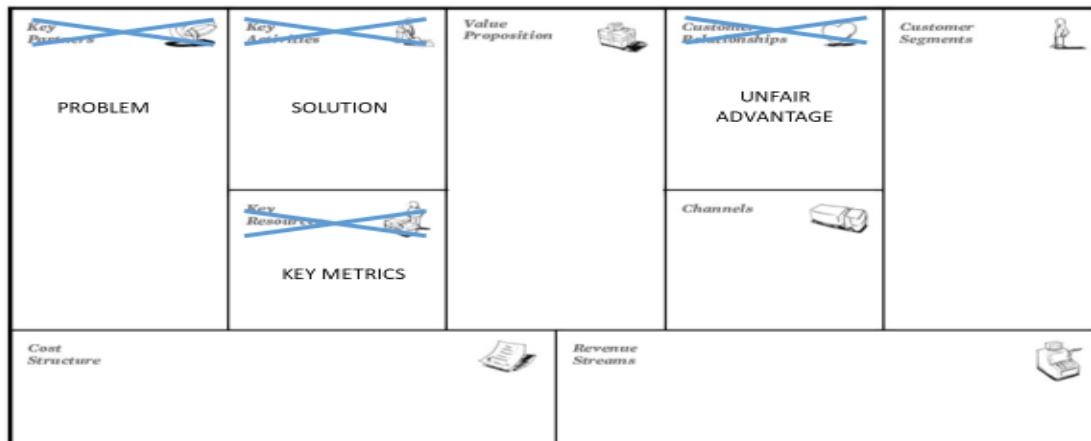 Key
Partners
PROBLEM
Key
Activities
SOLUTION
Key
Resources
KEY METRICS
Value
Proposition
Customer
Relationships
UNFAIR
ADVANTAGE
Channels
Customer
Segments
Cost
Structure
Revenue
Streams